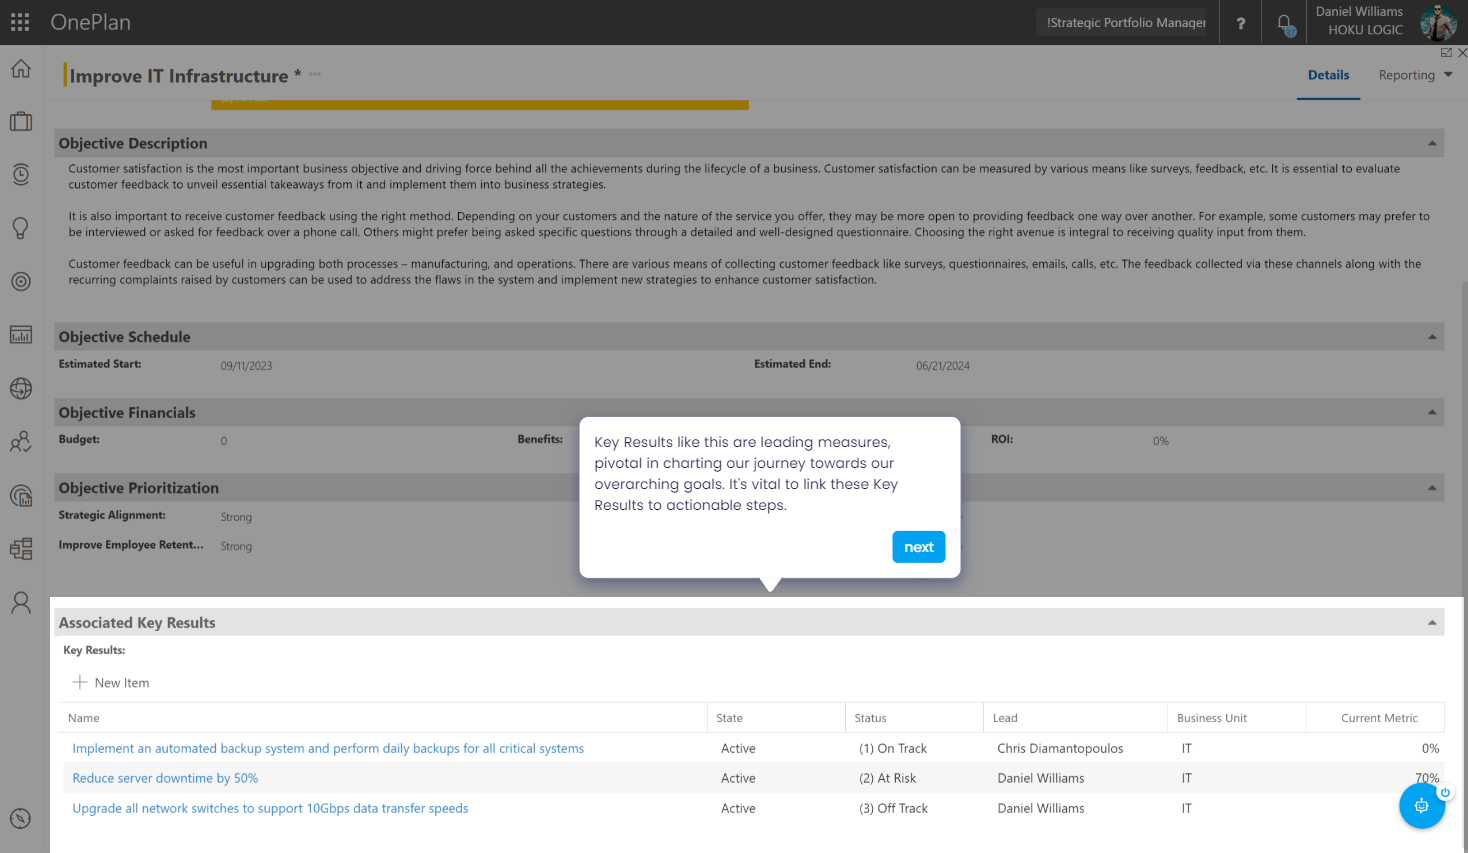 OnePlan
!Strategic Portfolio Manager
?
Daniel Williams
HOKU LOGIC
Improve IT Infrastructure *
Details
Reporting
Objective Description
Customer satisfaction is the most important business objective and driving force behind all the achievements during the lifecycle of a business. Customer satisfaction can be measured by various means like surveys, feedback, etc. It is essential to evaluate
customer feedback to unveil essential takeaways from it and implement them into business strategies.
It is also important to receive customer feedback using the right method. Depending on your customers and the nature of the service you offer, they may be more open to providing feedback one way over another. For example, some customers may prefer to
be interviewed or asked for feedback over a phone call. Others might prefer being asked specific questions through a detailed and well-designed questionnaire. Choosing the right avenue is integral to receiving quality input from them.
Customer feedback can be useful in upgrading both processes – manufacturing, and operations. There are various means of collecting customer feedback like surveys, questionnaires, emails, calls, etc. The feedback collected via these channels along with the
recurring complaints raised by customers can be used to address the flaws in the system and implement new strategies to enhance customer satisfaction.
Objective Schedule
Estimated Start: 09/11/2023 Estimated End: 06/21/2024
Objective Financials
Budget: 0 Benefits: ROI: 0%
Objective Prioritization
Strategic Alignment: Strong
Improve Employee Retent... Strong
Key Results like this are leading measures,
pivotal in charting our journey towards our
overarching goals. It's vital to link these Key
Results to actionable steps.
next
Associated Key Results
Key Results:
New Item
Name State Status Lead Business Unit Current Metric
Implement an automated backup system and perform daily backups for all critical systems Active (1) On Track Chris Diamantopoulos IT 0%
Reduce server downtime by 50% Active (2) At Risk Daniel Williams IT 70%
Upgrade all network switches to support 10Gbps data transfer speeds Active (3) Off Track Daniel Williams IT